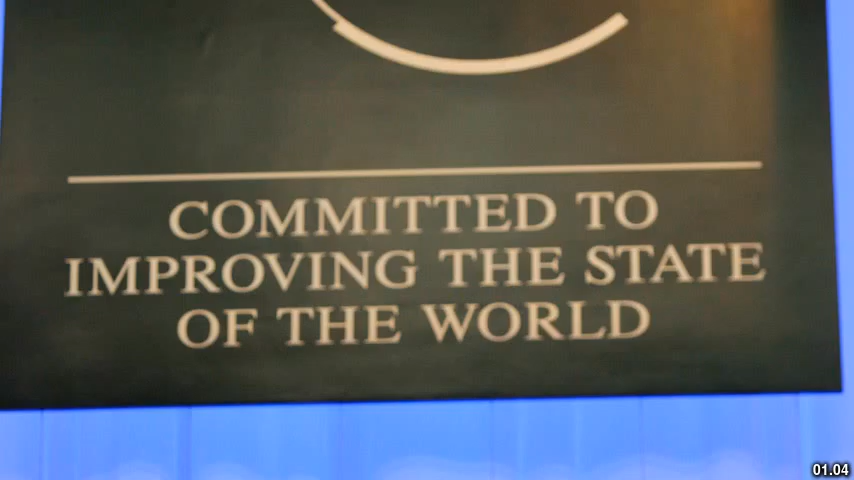 COMMITTED TO
IMPROVING THE STATE
OF THE WORLD
01.04